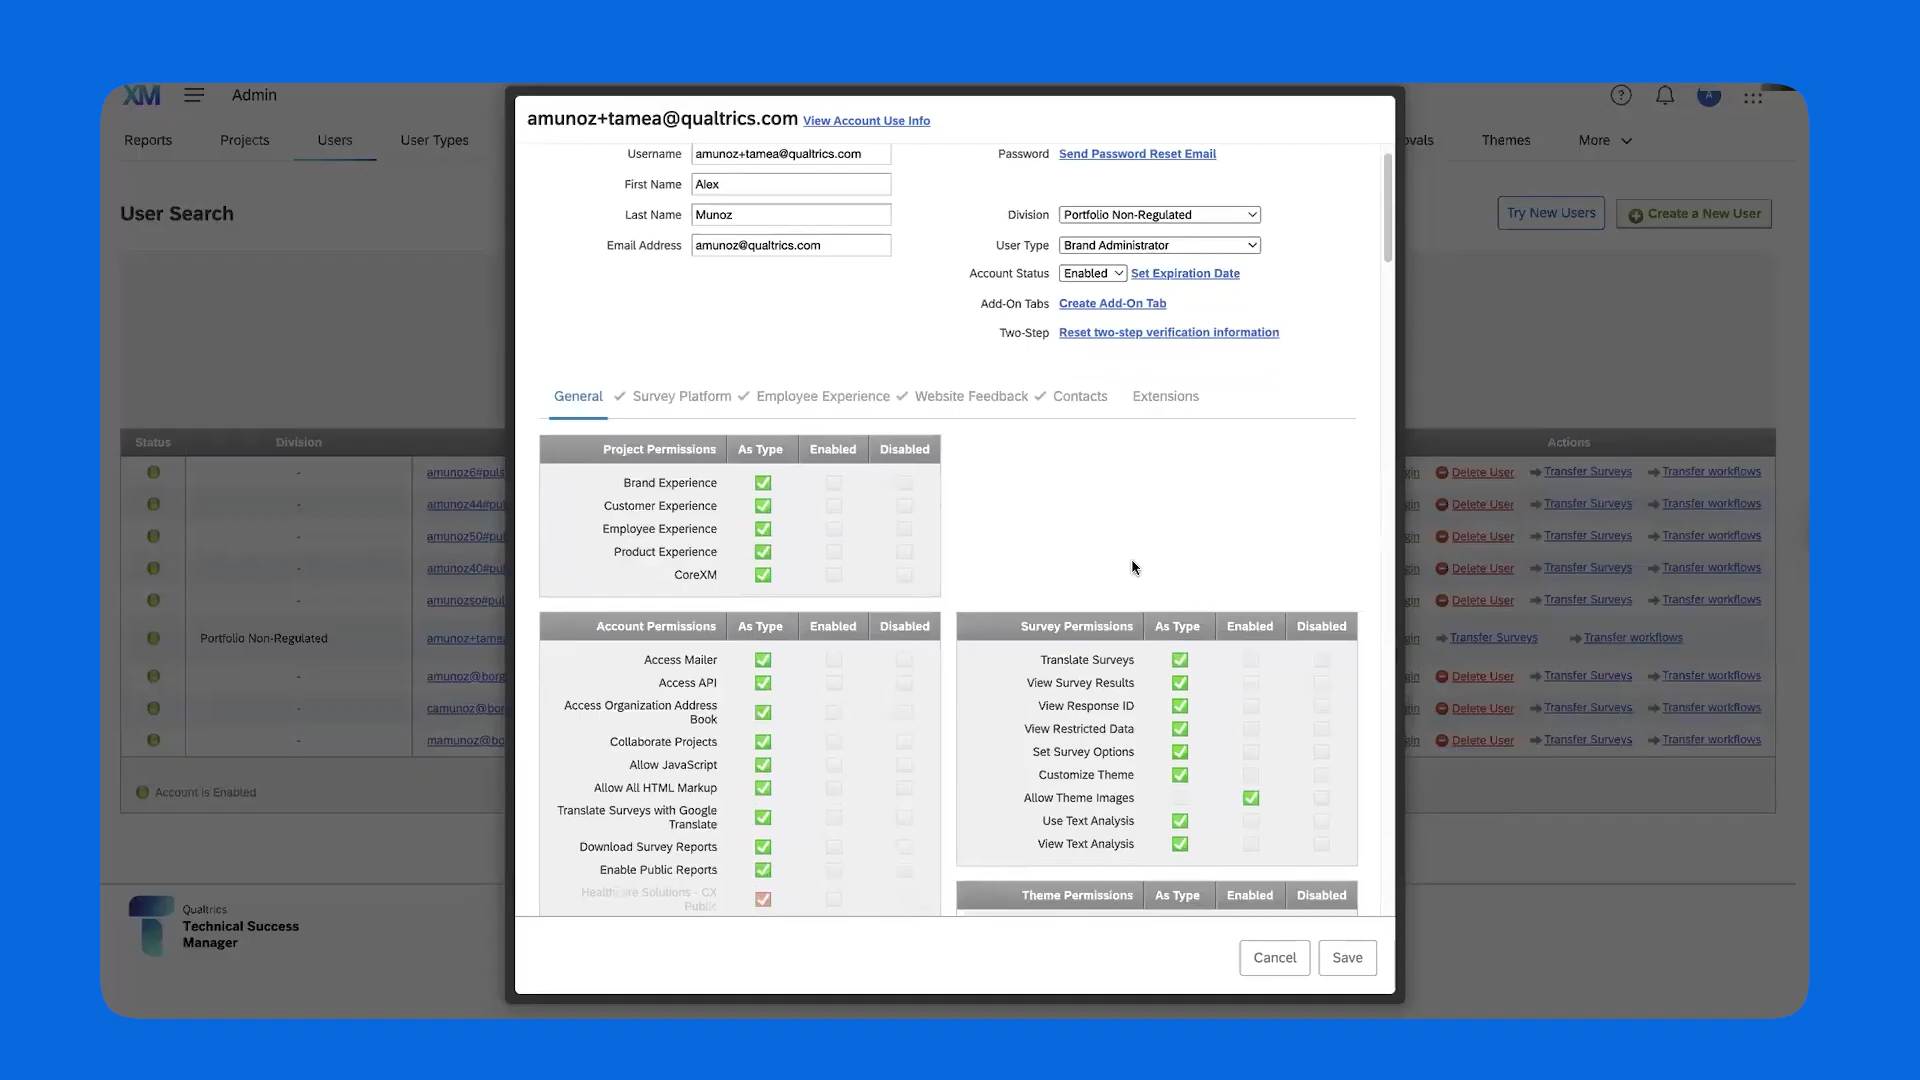 XM
Admin
Reports
Projects
Users
User Types
Themes
More
User Search
Try New Users
Create a New User
Status
Division
Actions
amunoz6#puls
Delete User
Transfer Surveys
Transfer workflows
amunoz44#pul
Delete User
Transfer Surveys
Transfer workflows
amunoz50#pul
Delete User
Transfer Surveys
Transfer workflows
amunoz40#pul
Delete User
Transfer Surveys
Transfer workflows
amunozso#pul
Delete User
Transfer Surveys
Transfer workflows
Portfolio Non-Regulated
amunoz+tamea
Transfer Surveys
Transfer workflows
amunoz@borg
Delete User
Transfer Surveys
Transfer workflows
camunoz@bor
Delete User
Transfer Surveys
Transfer workflows
mamunoz@bo
Delete User
Transfer Surveys
Transfer workflows
Account is Enabled
Qualtrics
Technical Success
Manager
amunoz+tamea@qualtrics.com View Account Use Info
Username amunoz+tamea@qualtrics.com
First Name Alex
Last Name Munoz
Email Address amunoz@qualtrics.com
Password Send Password Reset Email
Division Portfolio Non-Regulated
User Type Brand Administrator
Account Status Enabled Set Expiration Date
Add-On Tabs Create Add-On Tab
Two-Step Reset two-step verification information
General Survey Platform Employee Experience Website Feedback Contacts Extensions
Project Permissions As Type Enabled Disabled
Brand Experience
Customer Experience
Employee Experience
Product Experience
CoreXM
Account Permissions As Type Enabled Disabled
Access Mailer
Access API
Access Organization Address
Book
Collaborate Projects
Allow JavaScript
Allow All HTML Markup
Translate Surveys with Google
Translate
Download Survey Reports
Enable Public Reports
Healthcare Solutions - CX
Public
Survey Permissions As Type Enabled Disabled
Translate Surveys
View Survey Results
View Response ID
View Restricted Data
Set Survey Options
Customize Theme
Allow Theme Images
Use Text Analysis
View Text Analysis
Theme Permissions As Type Enabled Disabled
Cancel
Save